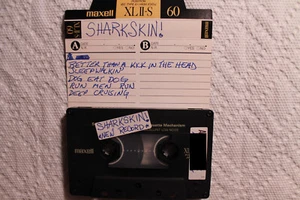 maxell
XLII-S 60
SHARKSKIN!
A
B
BETTER THAN A KICK IN THE HEAD
SLEEPWALKIN'
DOG EAT DOG
RUN MEN RUN
DEEP CRUISING
SHARKSKIN!
NEW RECORD!
maxell